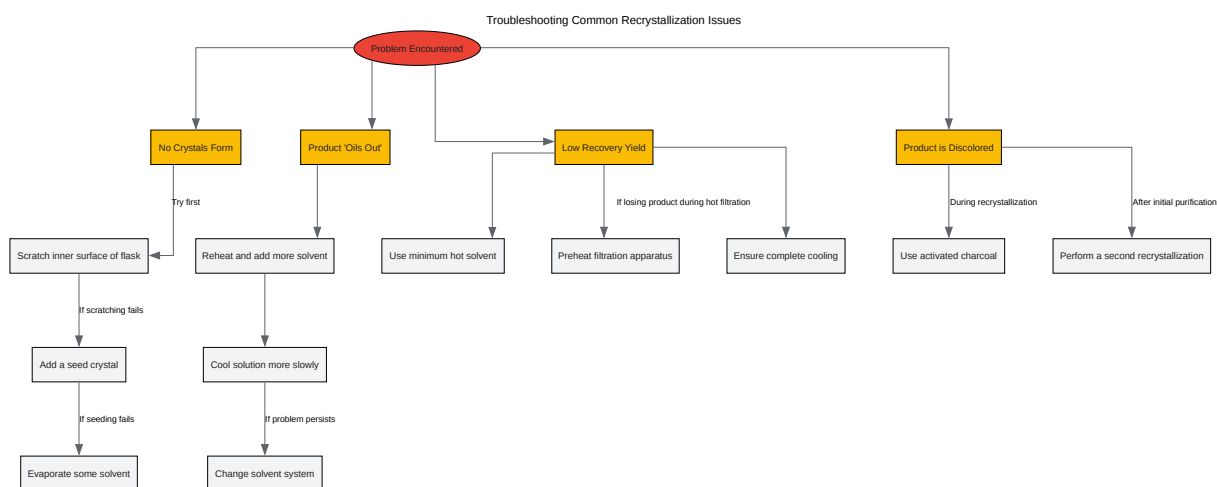 Troubleshooting Common Recrystallization Issues
Problem Encountered
No Crystals Form
Product 'Oils Out'
Low Recovery Yield
Product is Discolored
Try first
If losing product during hot filtration
During recrystallization
After initial purification
Scratch inner surface of flask
Reheat and add more solvent
Use minimum hot solvent
Preheat filtration apparatus
Ensure complete cooling
Use activated charcoal
Perform a second recrystallization
If scratching fails
Add a seed crystal
Cool solution more slowly
If seeding fails
If problem persists
Evaporate some solvent
Change solvent system